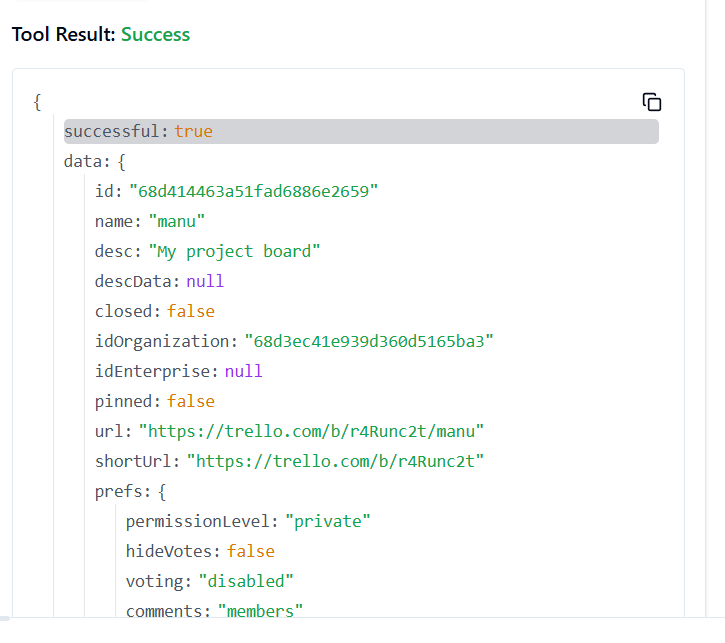 Tool Result: Success
{
successful: true
data: {
id: "68d414463a51fad6886e2659"
name: "manu"
desc: "My project board"
descData: null
closed: false
idOrganization: "68d3ec41e939d360d5165ba3"
idEnterprise: null
pinned: false
url: "https://trello.com/b/r4Runc2t/manu"
shortUrl: "https://trello.com/b/r4Runc2t"
prefs: {
permissionLevel: "private"
hideVotes: false
voting: "disabled"
comments: "members"